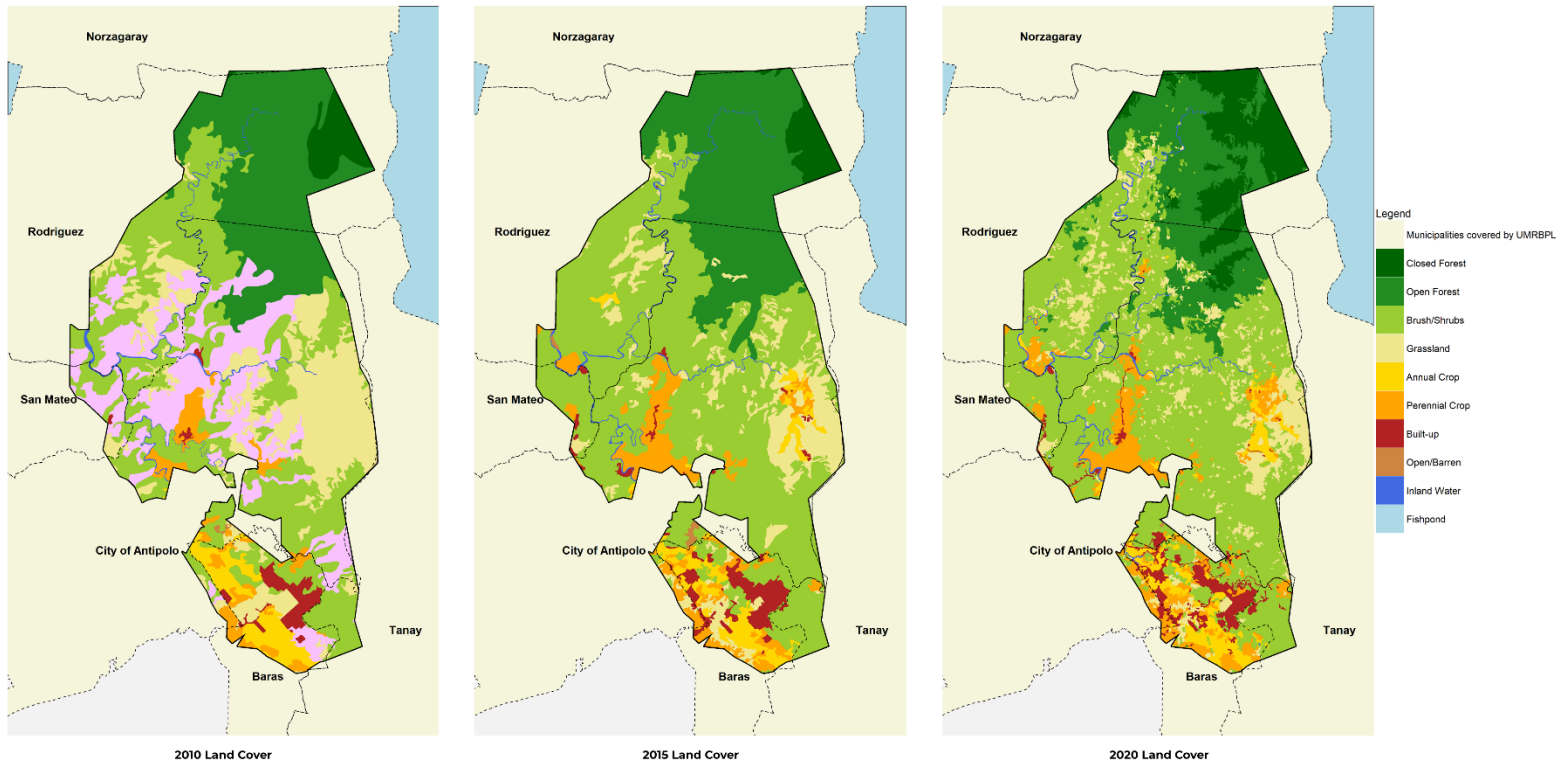 Norzagaray
Rodriguez
San Mateo
City of Antipolo
Tanay
Baras
2010 Land Cover
Norzagaray
Rodriguez
San Mateo
City of Antipolo
Tanay
Baras
2015 Land Cover
Norzagaray
Rodriguez
San Mateo
City of Antipolo
Tanay
Baras
2020 Land Cover
Legend
Municipalities covered by UMRBPL
Closed Forest
Open Forest
Brush/Shrubs
Grassland
Annual Crop
Perennial Crop
Built-up
Open/Barren
Inland Water
Fishpond